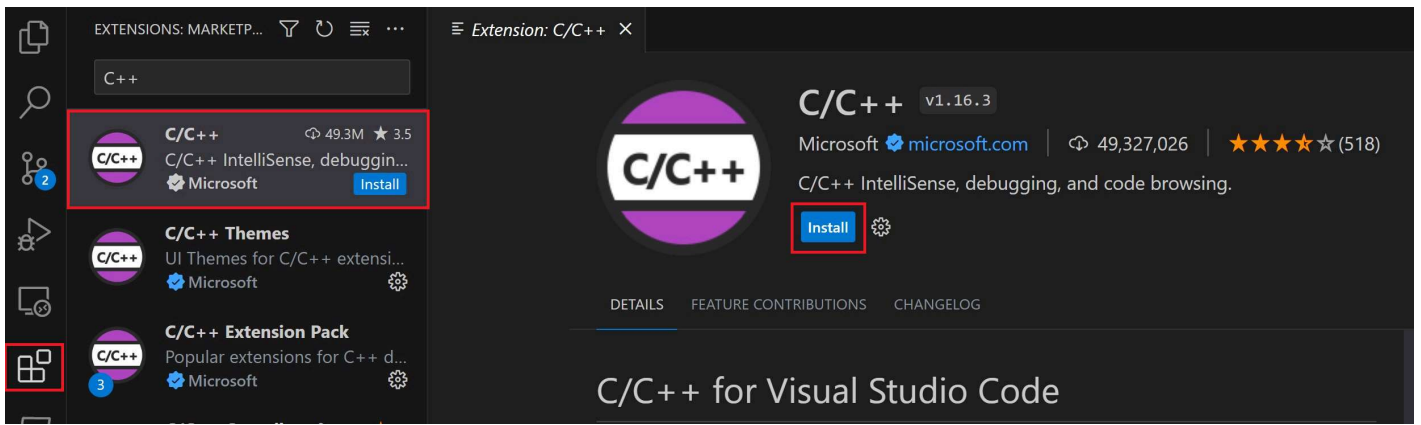 EXTENSIONS: MARKETP...
C++
C/C++ 49.3M ★ 3.5
C/C++ IntelliSense, debuggin...
Microsoft Install
C/C++
C/C++ Themes
UI Themes for C/C++ extensi...
Microsoft
C/C++
C/C++ Extension Pack
Popular extensions for C++ d...
Microsoft
C/C++
3
2
Extension: C/C++
C/C++
C/C++ v1.16.3
Microsoft microsoft.com | 49,327,026 | ★★★★☆ (518)
C/C++ IntelliSense, debugging, and code browsing.
Install
DETAILS FEATURE CONTRIBUTIONS CHANGELOG
C/C++ for Visual Studio Code